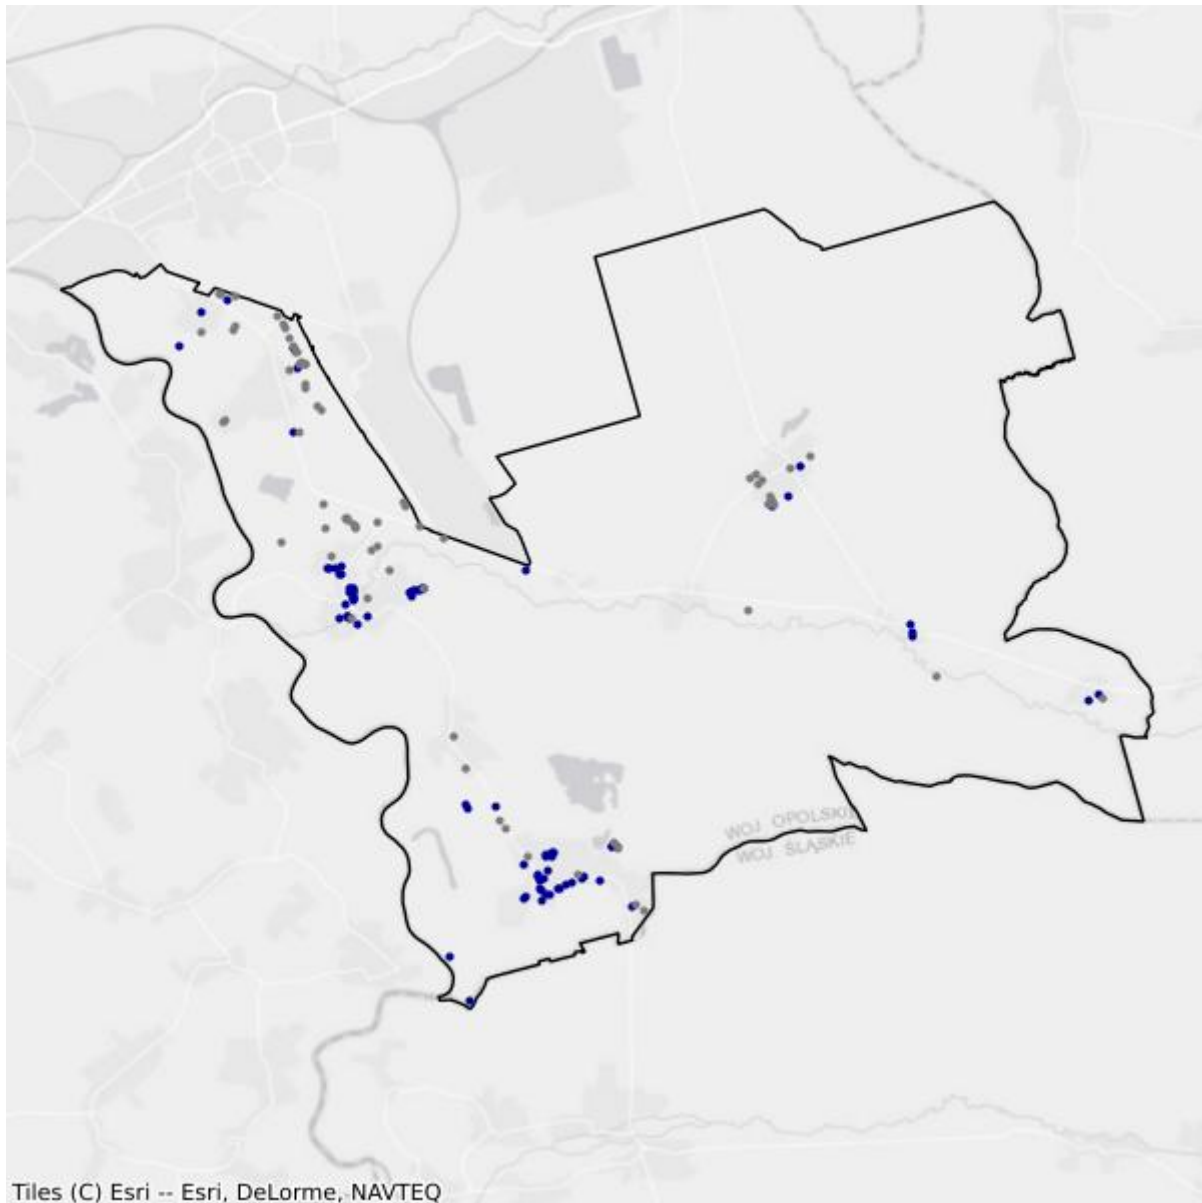 WOJ. OPOLSKIE
WOJ. ŚLĄSKIE
Tiles (C) Esri -- Esri, DeLorme, NAVTEQ